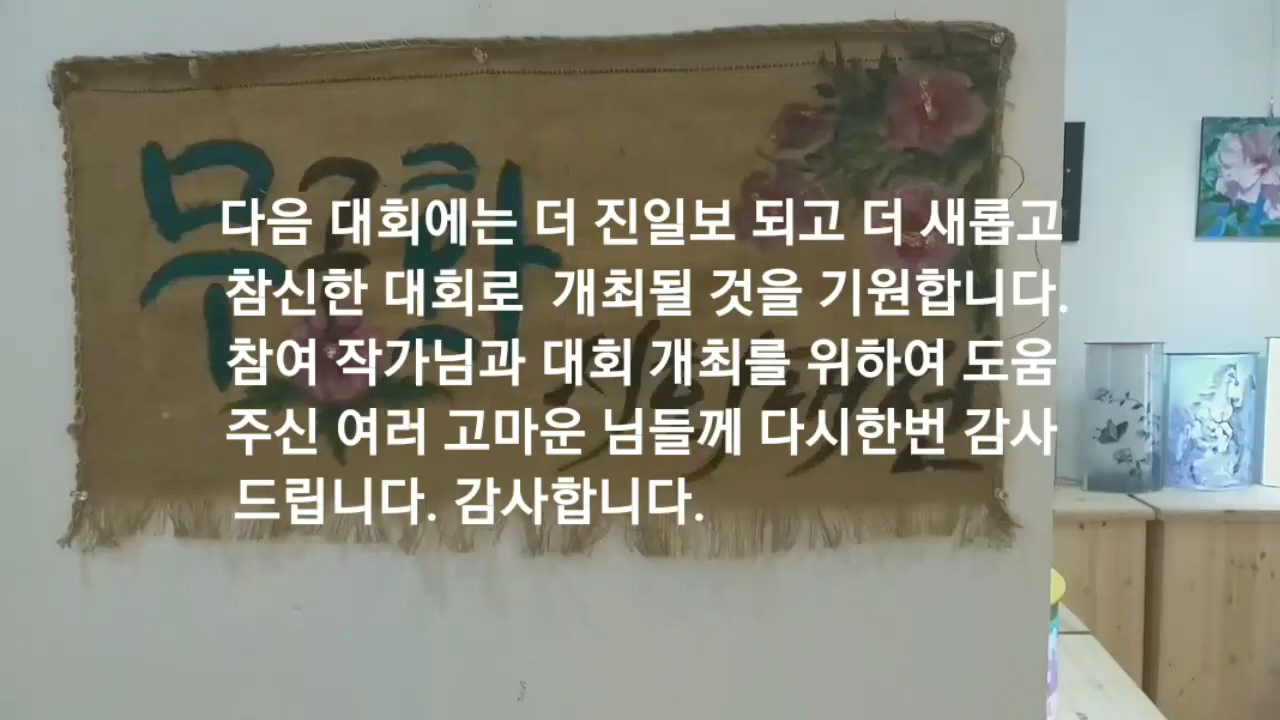 무궁화
다음 대회에는 더 진일보 되고 더 새롭고
참신한 대회로 개최될 것을 기원합니다.
참여 작가님과 대회 개최를 위하여 도움
주신 여러 고마운 님들께 다시한번 감사
드립니다. 감사합니다.